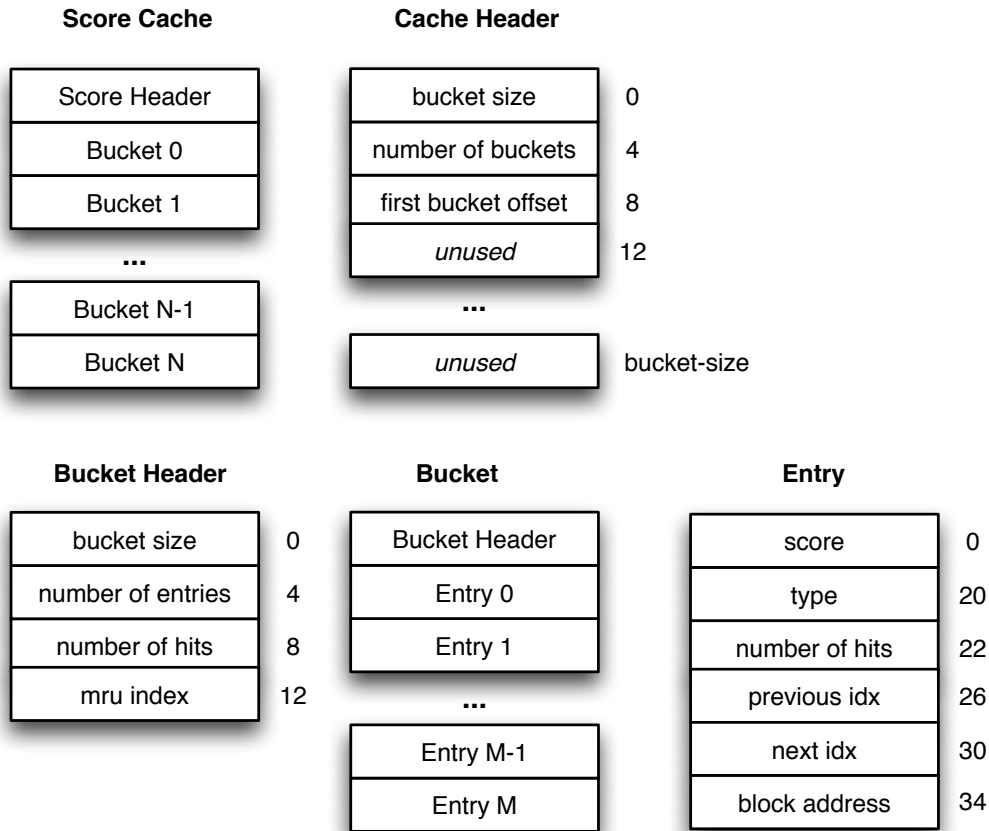 Score Cache
Cache Header
Score Header
bucket size 0
Bucket 0
number of buckets 4
Bucket 1
first bucket offset 8
...
unused 12
Bucket N-1
...
Bucket N
unused bucket-size
Bucket Header
Bucket
Entry
bucket size 0
Bucket Header
score 0
number of entries 4
Entry 0
type 20
number of hits 8
Entry 1
number of hits 22
mru index 12
...
previous idx 26
Entry M-1
next idx 30
Entry M
block address 34